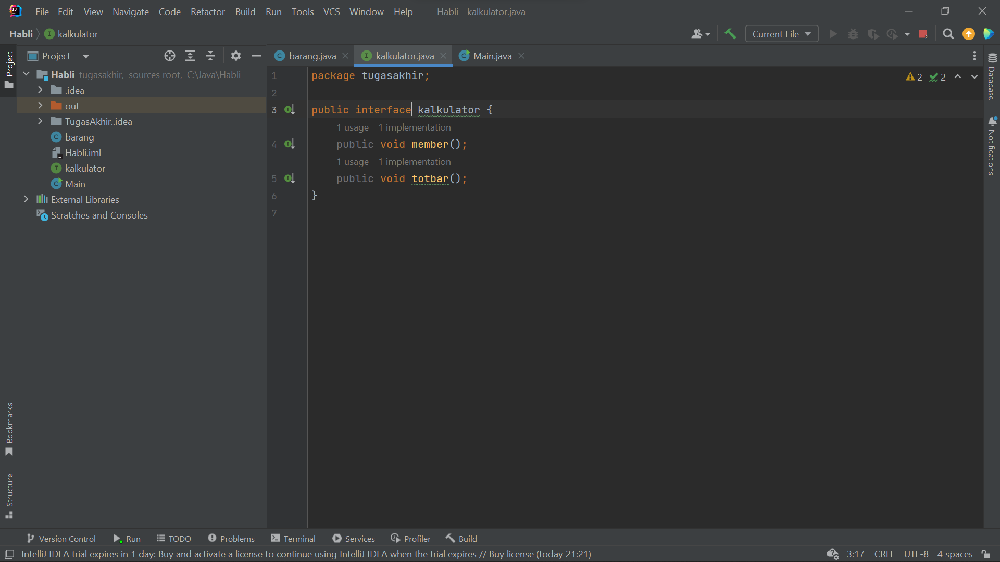 File Edit View Navigate Code Refactor Build Run Tools VCS Window Help Habli - kalkulator.java
Habli kalkulator Current File
Project
barang.java kalkulator.java Main.java
Habli tugasakhir, sources root, C:\Java\Habli
.idea
out
TugasAkhir..idea
barang
Habli.iml
kalkulator
Main
External Libraries
Scratches and Consoles
1 package tugasakhir;
2
3 public interface kalkulator {
1 usage 1 implementation
4 public void member();
1 usage 1 implementation
5 public void totbar();
6 }
7
2 2
Project
Bookmarks
Structure
Database
Notifications
Version Control Run TODO Problems Terminal Services Profiler Build
IntelliJ IDEA trial expires in 1 day: Buy and activate a license to continue using IntelliJ IDEA when the trial expires // Buy license (today 21:21) 3:17 CRLF UTF-8 4 spaces